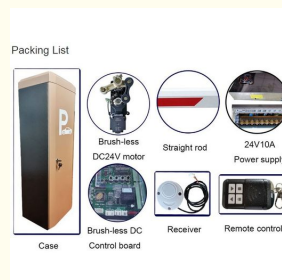 Packing List
P
Brush-less
DC24V motor
Straight rod
24V10A
Power supply
Case
Brush-less DC
Control board
Receiver
Remote control